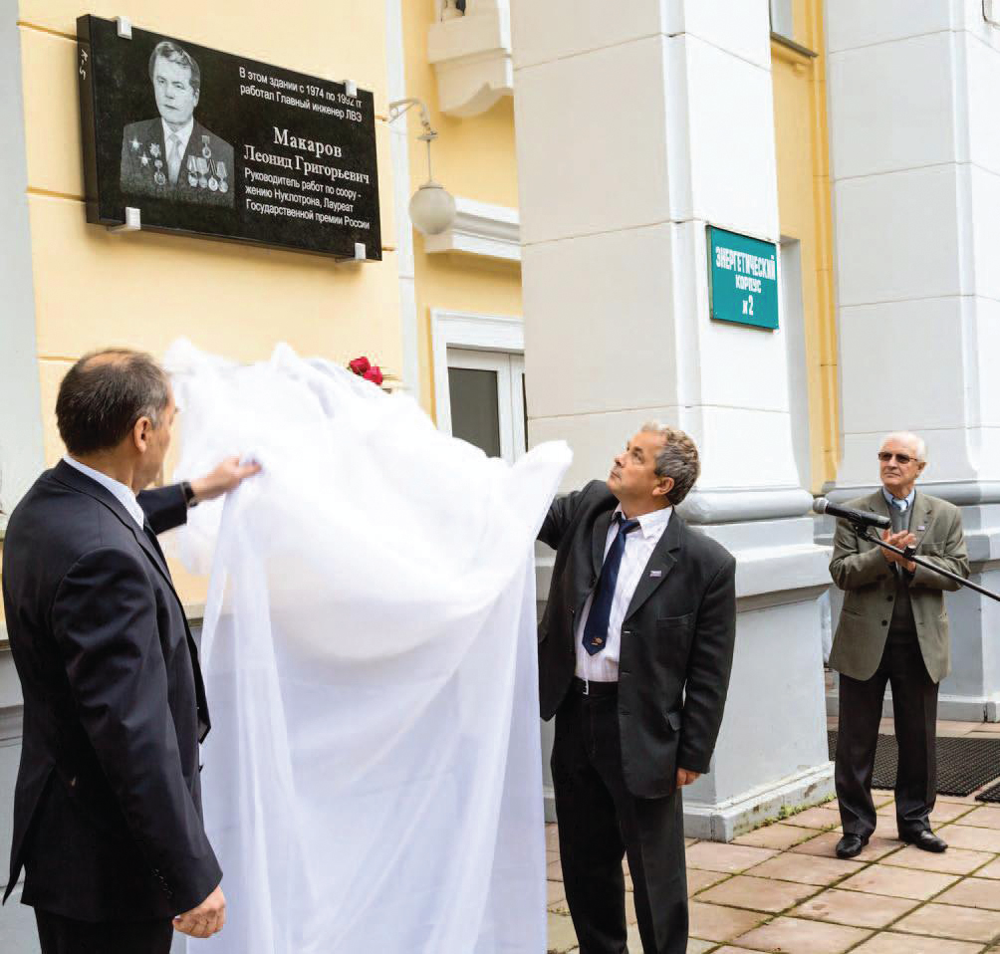 В этом здании с 1974 по 1992 гг
работал Главный инженер ЛВЭ
Макаров
Леонид Григорьевич
Руководитель работ по соору -
жению Нуклотрона, Лауреат
Государственной премии России
ЭНЕРГЕТИЧЕСКИЙ
КОРПУС
N2